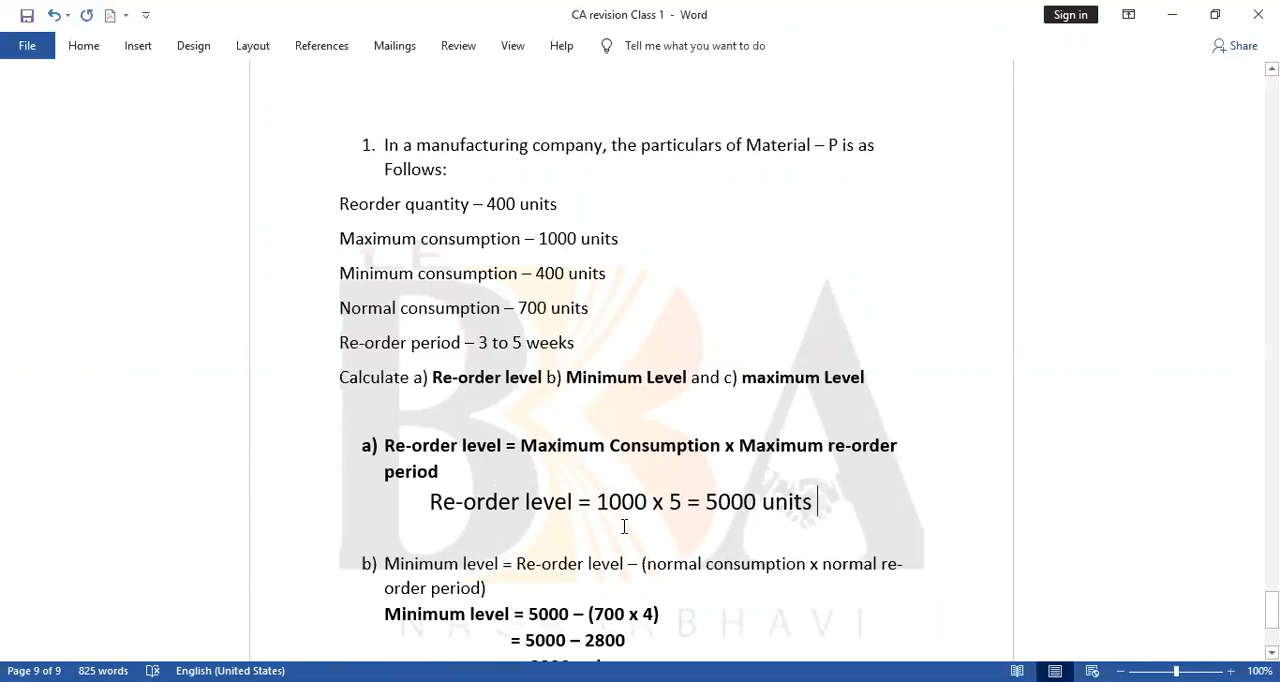 CA revision Class 1 - Word
Sign in
File Home Insert Design Layout References Mailings Review View Help Tell me what you want to do Share
1. In a manufacturing company, the particulars of Material – P is as
Follows:
Reorder quantity – 400 units
Maximum consumption – 1000 units
Minimum consumption – 400 units
Normal consumption – 700 units
Re-order period – 3 to 5 weeks
Calculate a) Re-order level b) Minimum Level and c) maximum Level
a) Re-order level = Maximum Consumption x Maximum re-order
period
Re-order level = 1000 x 5 = 5000 units
b) Minimum level = Re-order level – (normal consumption x normal re-
order period)
Minimum level = 5000 – (700 x 4)
= 5000 – 2800
BBA
NAGARABHAVI
Page 9 of 9 825 words English (United States) 100%